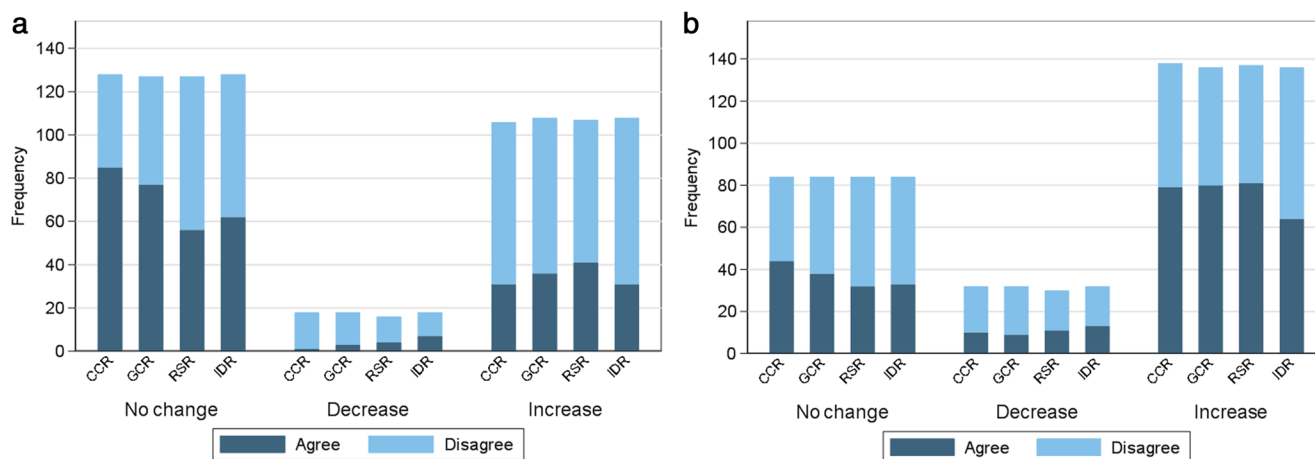 a
140
120
100
80
60
40
20
0
Frequency
CCR GCR RSR IDR CCR GCR RSR IDR CCR GCR RSR IDR
No change Decrease Increase
Agree Disagree
b
140
120
100
80
60
40
20
0
Frequency
CCR GCR RSR IDR CCR GCR RSR IDR CCR GCR RSR IDR
No change Decrease Increase
Agree Disagree